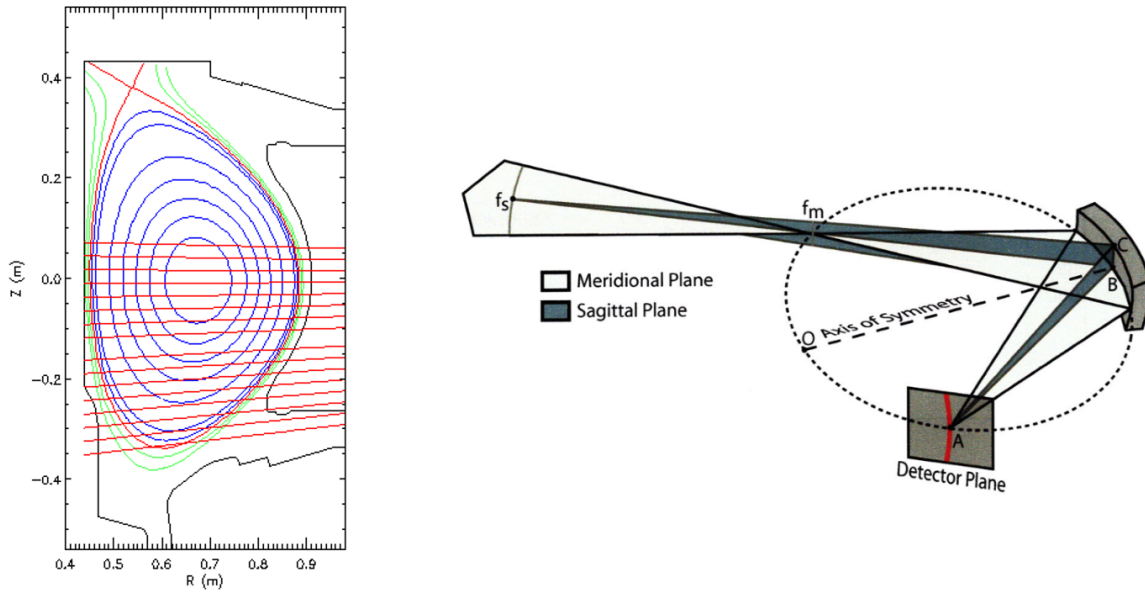 0.4
0.2
0.0
−0.2
−0.4
Z (m)
0.4 0.5 0.6 0.7 0.8 0.9
R (m)
fs
fm
C
B
Meridional Plane
Sagittal Plane
O Axis of Symmetry
A
Detector Plane